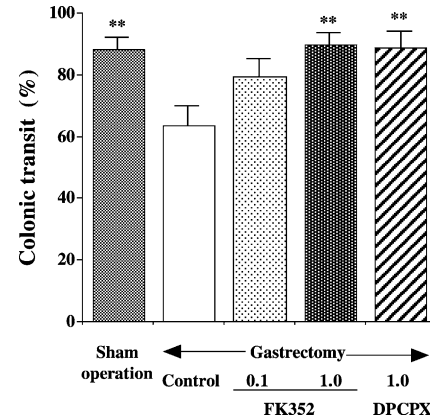 100
80
60
40
20
0
Colonic transit (%)
**
**
**
Sham operation
Gastrectomy
Control
0.1
1.0
1.0
FK352
DPCPX